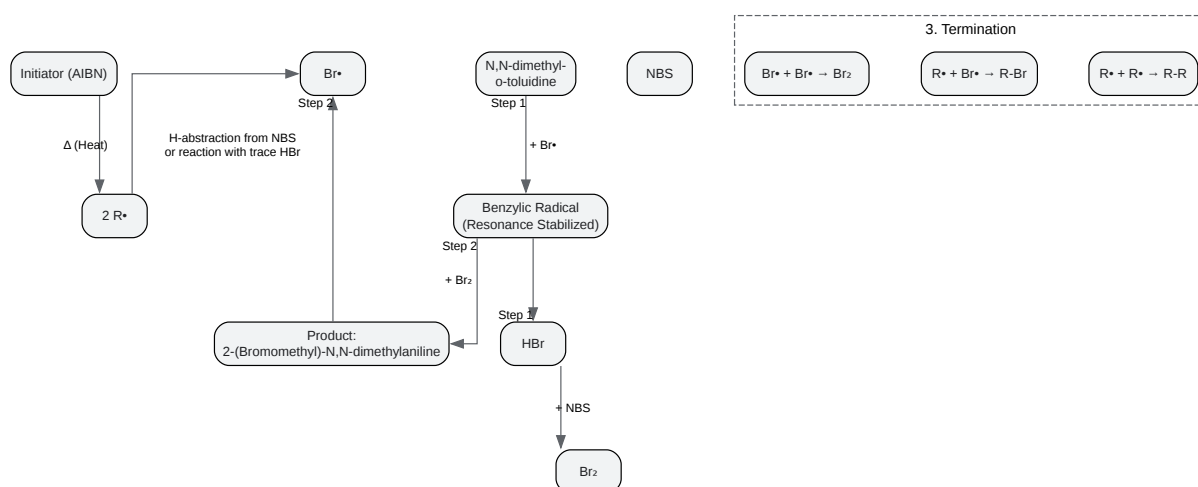 3. Termination
Initiator (AIBN)
Br•
N,N-dimethyl-
o-toluidine
NBS
Br• + Br• → Br₂
R• + Br• → R-Br
R• + R• → R-R
Step 2
Step 1
Δ (Heat)
H-abstraction from NBS
or reaction with trace HBr
+ Br•
2 R•
Benzylic Radical
(Resonance Stabilized)
Step 2
+ Br₂
Step 1
Product:
2-(Bromomethyl)-N,N-dimethylaniline
HBr
+ NBS
Br₂